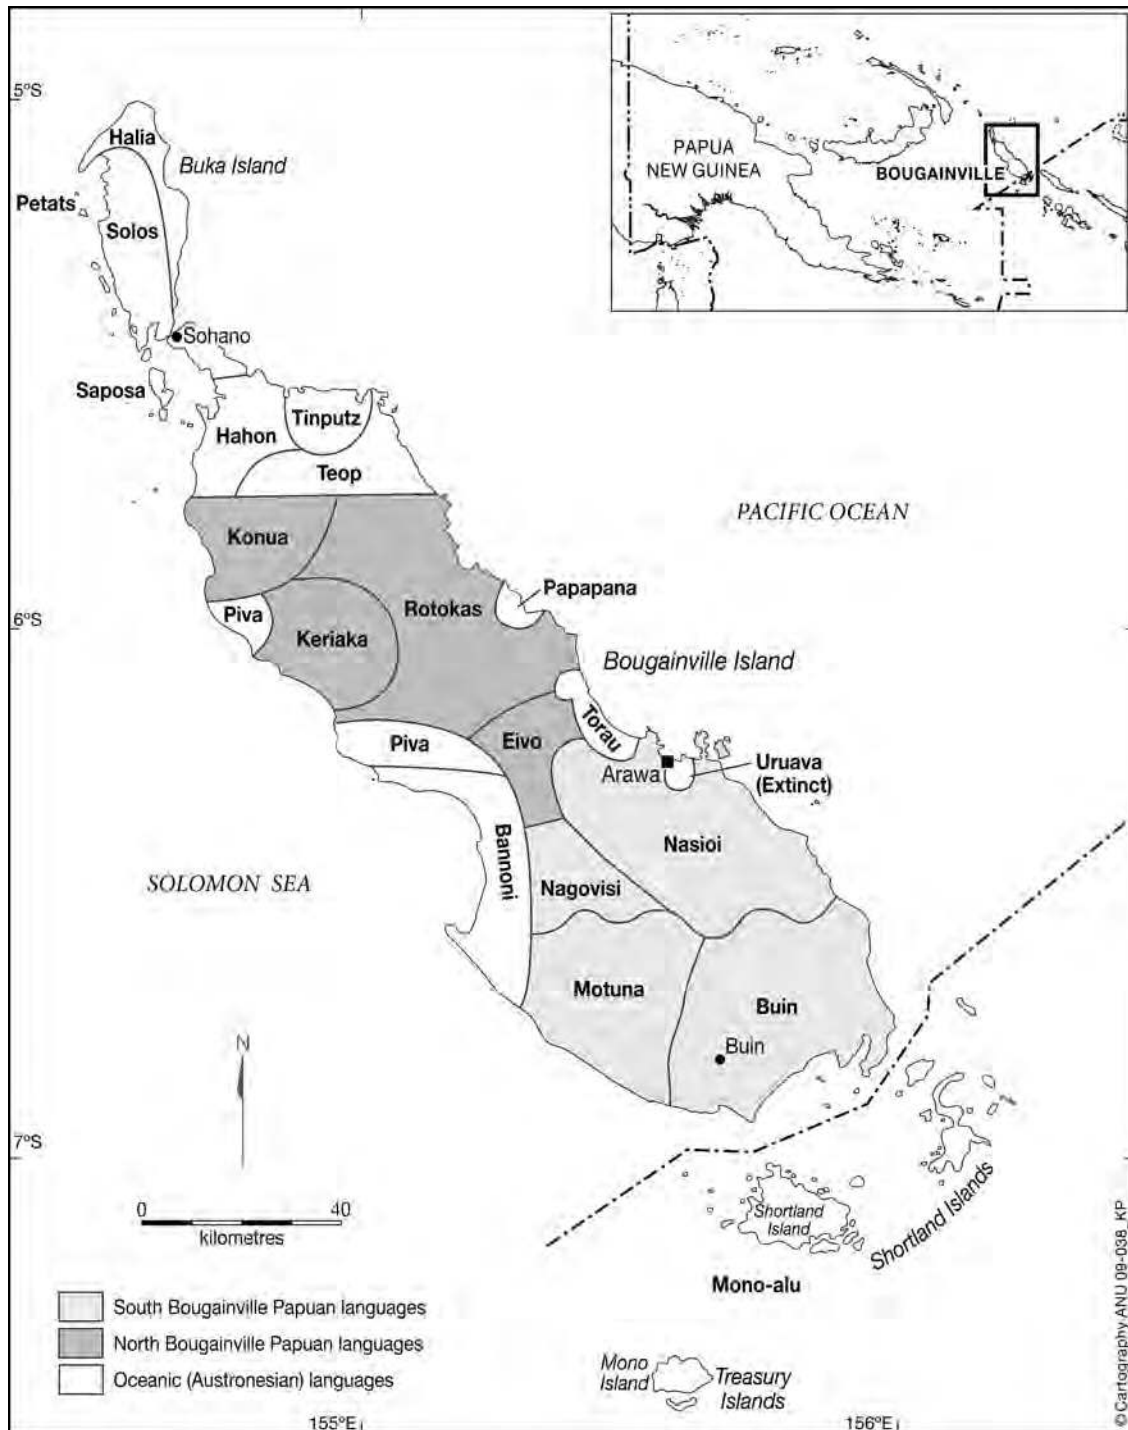 5°S
Halia
Buka Island
Petats
Solos
Sohano
Saposa
Tinputz
Hahon
Teop
PAPUA
NEW GUINEA
BOUGAINVILLE
PACIFIC OCEAN
Konua
Papapana
Rotokas
Piva
6°S
Keriaka
Bougainville Island
Torau
Piva
Eivo
Arawa
Uruava
(Extinct)
Bannoni
Nasioi
SOLOMON SEA
Nagovisi
Motuna
Buin
Buin
N
7°S
0
40
kilometres
Shortland
Island
Shortland Islands
Mono-alu
South Bougainville Papuan languages
North Bougainville Papuan languages
Oceanic (Austronesian) languages
Mono
Island
Treasury
Islands
155°E
156°E
© Cartography ANU 09-038_KP